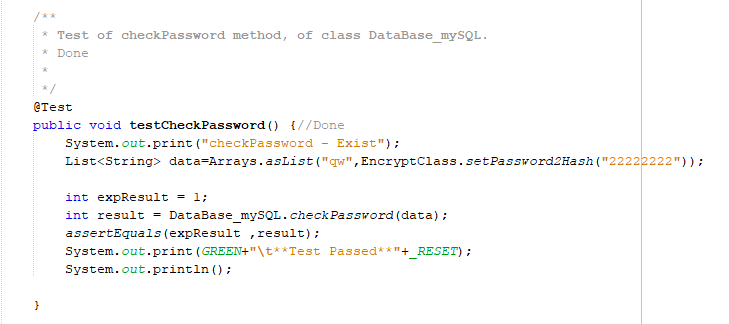 /**
 * Test of checkPassword method, of class DataBase_mySQL.
 * Done
 *
 */
@Test
public void testCheckPassword() {//Done
    System.out.print("checkPassword - Exist");
    List<String> data=Arrays.asList("qw",EncryptClass.setPassword2Hash("22222222"));
    int expResult = 1;
    int result = DataBase_mySQL.checkPassword(data);
    assertEquals(expResult ,result);
    System.out.print(GREEN+"\t**Test Passed**"+_RESET);
    System.out.println();
}